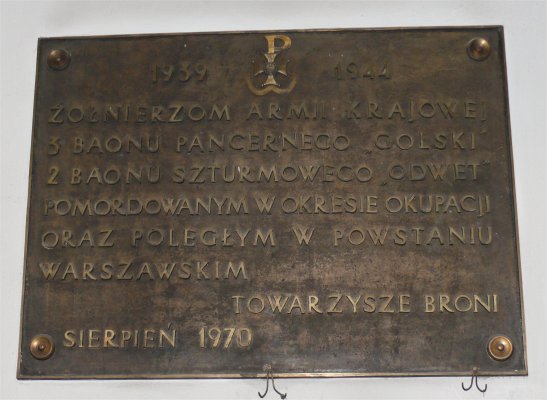 1939 1944
ŻOŁNIERZOM ARMII KRAJOWEJ
3 BAONU PANCERNEGO „GOLSKI"
2 BAONU SZTURMOWEGO „ODWET"
POMORDOWANYM W OKRESIE OKUPACJI
ORAZ POLEGŁYM W POWSTANIU
WARSZAWSKIM
TOWARZYSZE BRONI
SIERPIEŃ 1970